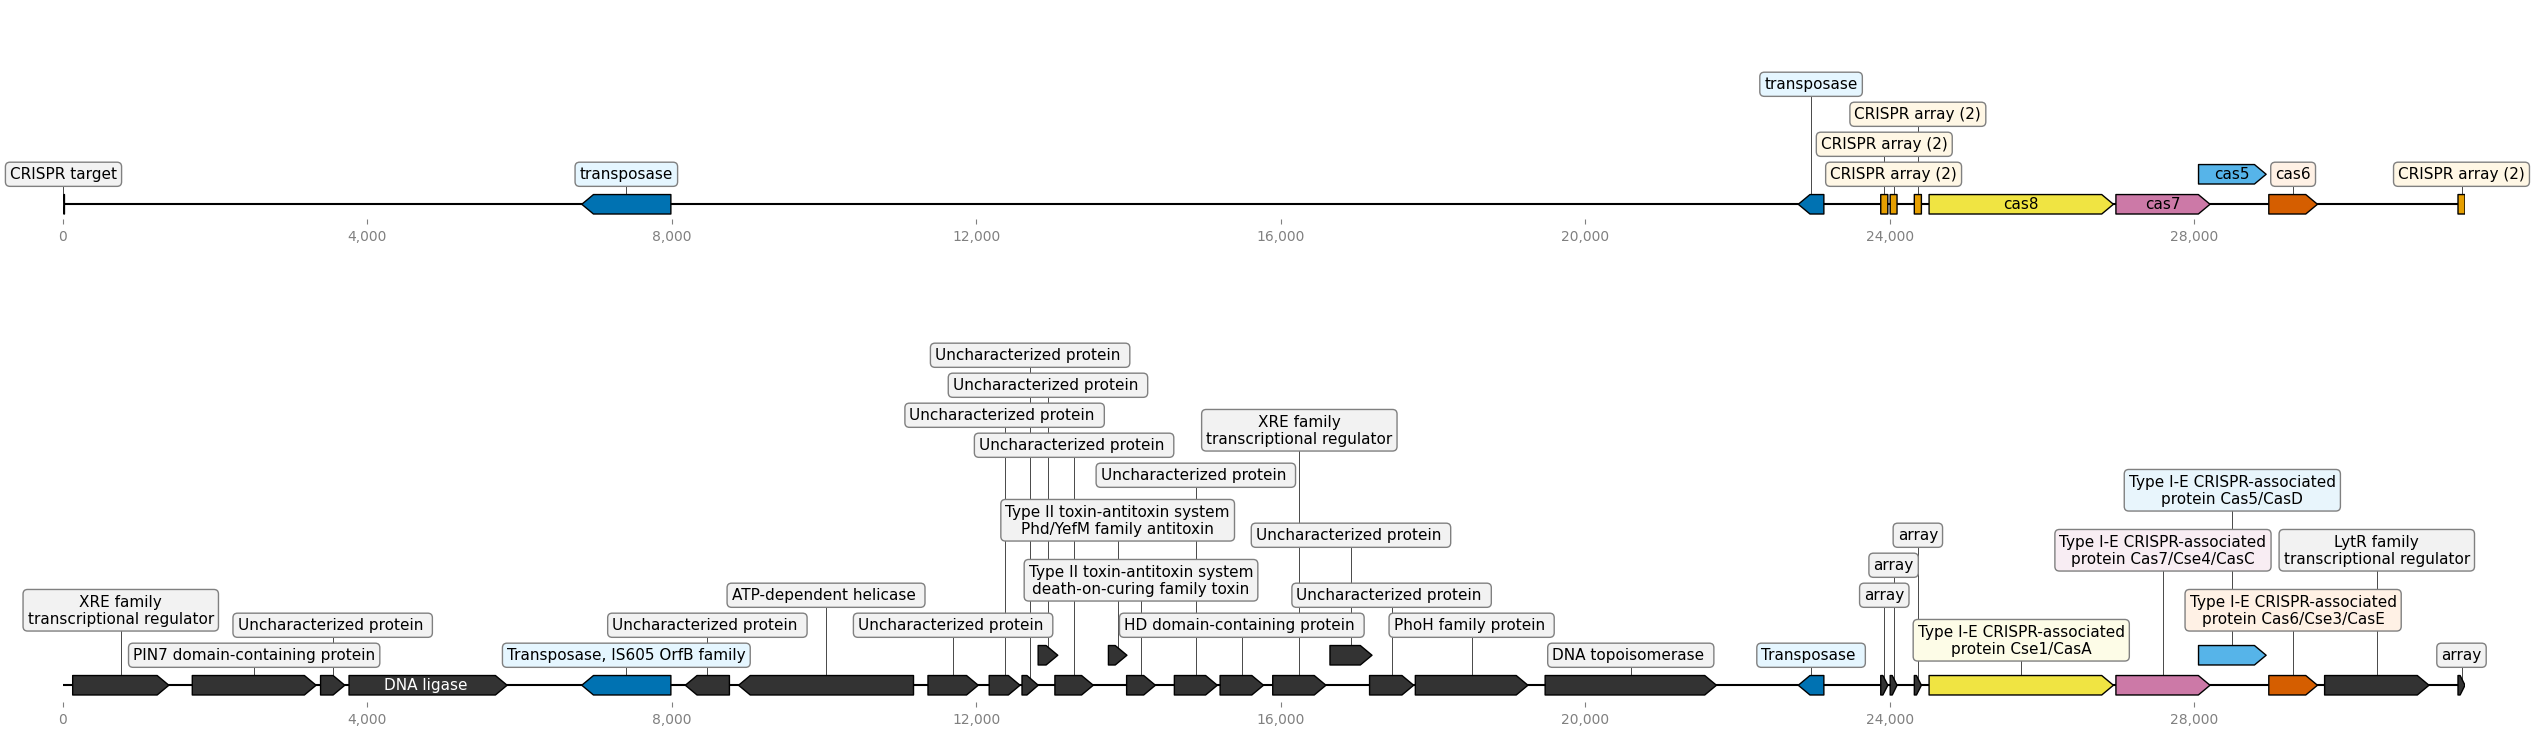 transposase
CRISPR array (2)
CRISPR array (2)
CRISPR target
transposase
CRISPR array (2)
cas5
cas6
CRISPR array (2)
cas8
cas7
0
4,000
8,000
12,000
16,000
20,000
24,000
28,000
Uncharacterized protein
Uncharacterized protein
Uncharacterized protein
XRE family
transcriptional regulator
Uncharacterized protein
Uncharacterized protein
Type I-E CRISPR-associated
protein Cas5/CasD
Type II toxin-antitoxin system
Phd/YefM family antitoxin
Uncharacterized protein
array
Type I-E CRISPR-associated
protein Cas7/Cse4/CasC
LytR family
transcriptional regulator
array
Type II toxin-antitoxin system
death-on-curing family toxin
XRE family
transcriptional regulator
ATP-dependent helicase
Uncharacterized protein
array
Type I-E CRISPR-associated
protein Cas6/Cse3/CasE
Uncharacterized protein
Uncharacterized protein
Uncharacterized protein
HD domain-containing protein
PhoH family protein
Type I-E CRISPR-associated
protein Cse1/CasA
PIN7 domain-containing protein
Transposase, IS605 OrfB family
DNA topoisomerase
Transposase
array
DNA ligase
0
4,000
8,000
12,000
16,000
20,000
24,000
28,000